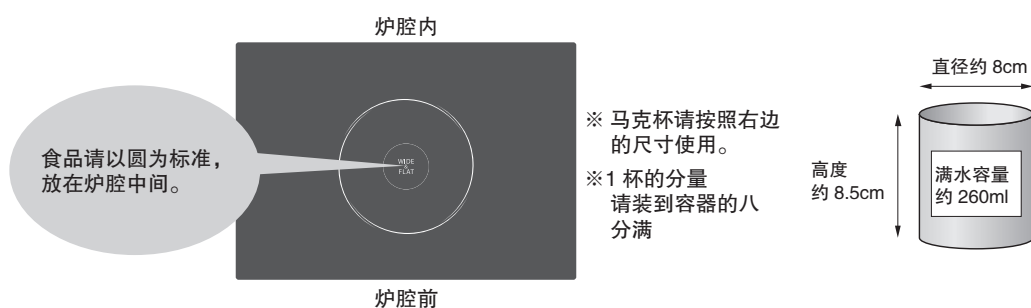 炉腔内
食品请以圆为标准，
放在炉腔中间。
WIDE
FLAT
炉腔前
※ 马克杯请按照右边
的尺寸使用。
※1 杯的分量
请装到容器的八
分满
直径约 8cm
高度
约 8.5cm
满水容量
约 260ml